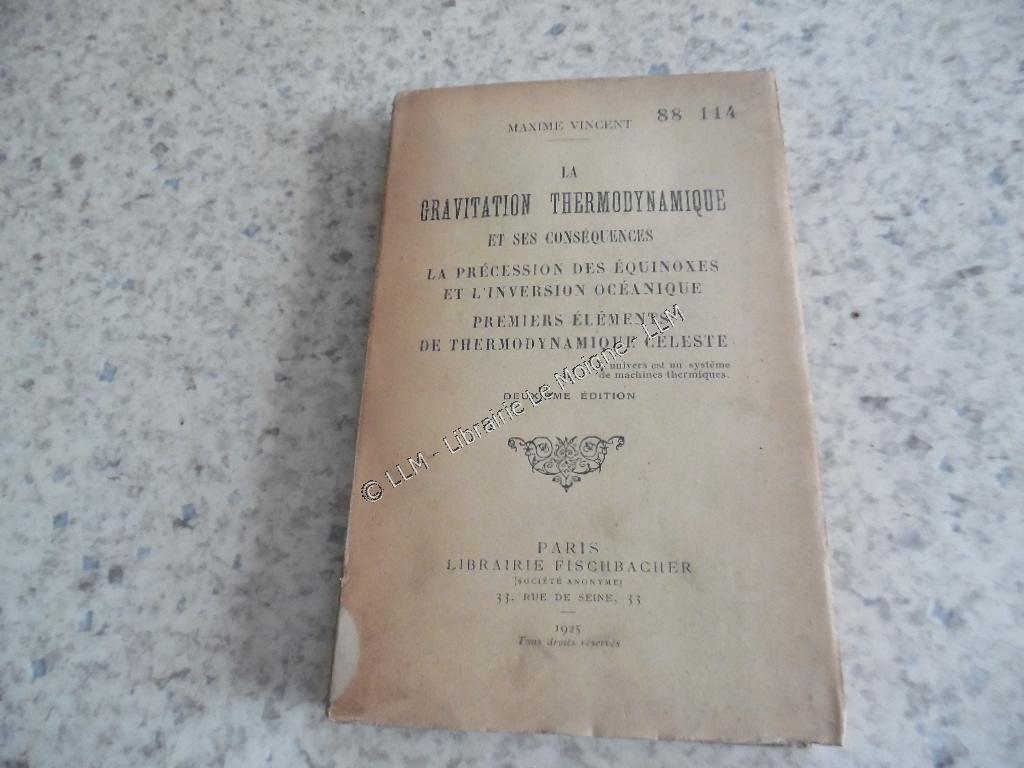 MAXIME VINCENT 88 114
LA
GRAVITATION THERMODYNAMIQUE
ET SES CONSÉQUENCES
LA PRÉCESSION DES ÉQUINOXES
ET L'INVERSION OCÉANIQUE
PREMIERS ÉLÉMENTS
DE THERMODYNAMIQUE CÉLESTE
univers est un système
de machines thermiques.
DEUXIÈME ÉDITION
© LLM - Librairie Le Moigne - LLM
PARIS
LIBRAIRIE FISCHBACHER
(SOCIÉTÉ ANONYME)
33, RUE DE SEINE, 33
1925
Tous droits réservés